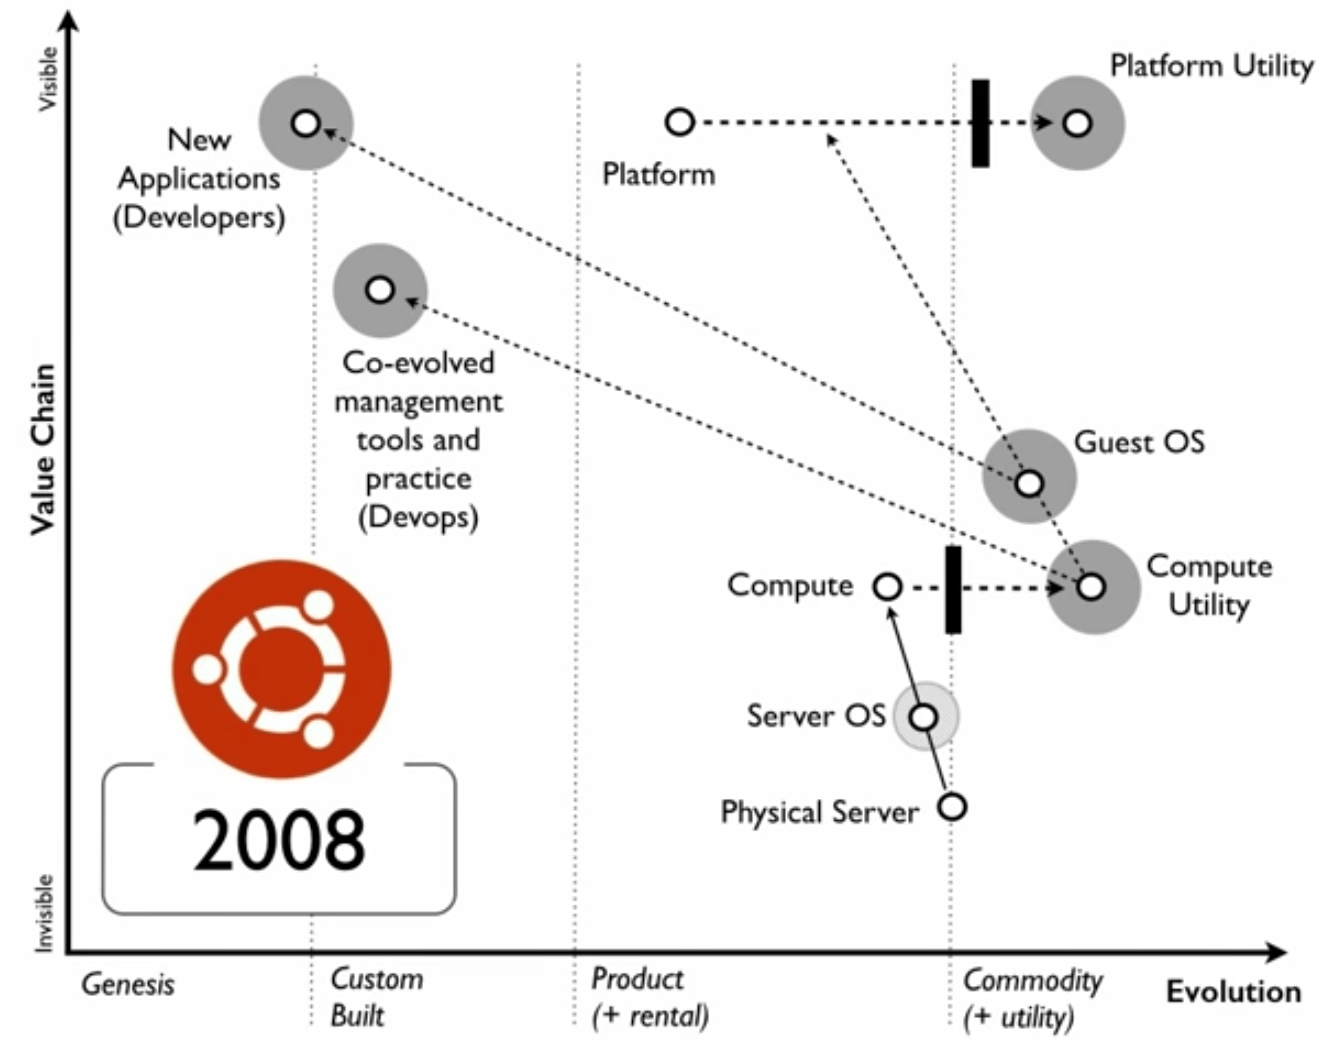 Visible
Platform Utility
New
Applications
(Developers)
Platform
Co-evolved
management
tools and
practice
(Devops)
Value Chain
Guest OS
Compute
Compute
Utility
Server OS
Physical Server
2008
Invisible
Genesis
Custom
Built
Product
(+ rental)
Commodity
(+ utility)
Evolution